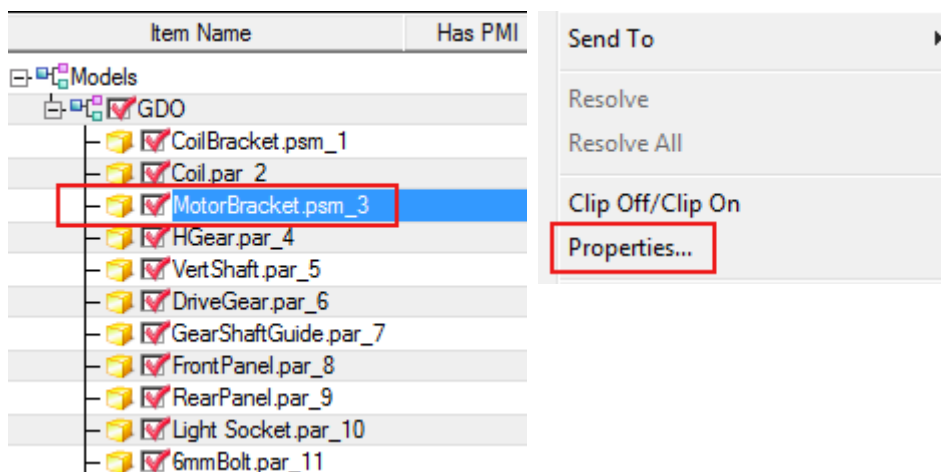 Item Name Has PMI
Models
GDO
CoilBracket.psm_1
Coil.par_2
MotorBracket.psm_3
HGear.par_4
VertShaft.par_5
DriveGear.par_6
GearShaftGuide.par_7
FrontPanel.par_8
RearPanel.par_9
Light Socket.par_10
6mmBolt.par_11
Send To
Resolve
Resolve All
Clip Off/Clip On
Properties...